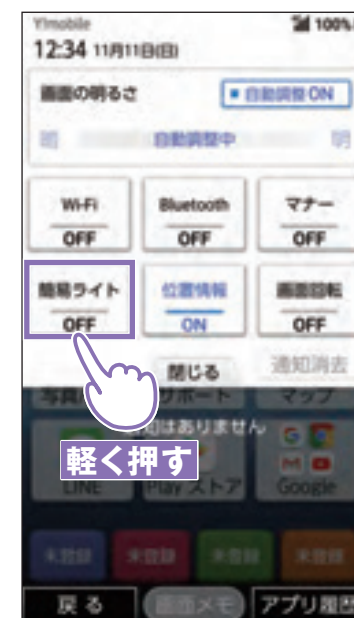 Y!mobile 100%
12:34 11月11日(日)
画面の明るさ 自動調整 ON
暗 自動調整中 明
Wi-Fi Bluetooth マナー
OFF OFF OFF
簡易ライト 位置情報 画面回転
OFF ON OFF
閉じる 通知消去
サポート マップ
はありません
軽く押す
LINE Playストア Google
未登録 未登録 未登録 未登録
戻る 画面メモ アプリ履歴